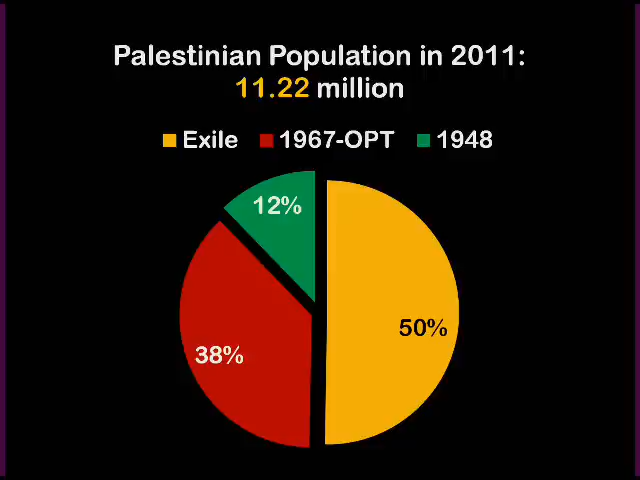 Palestinian Population in 2011:
11.22 million
Exile 1967-OPT 1948
12%
50%
38%